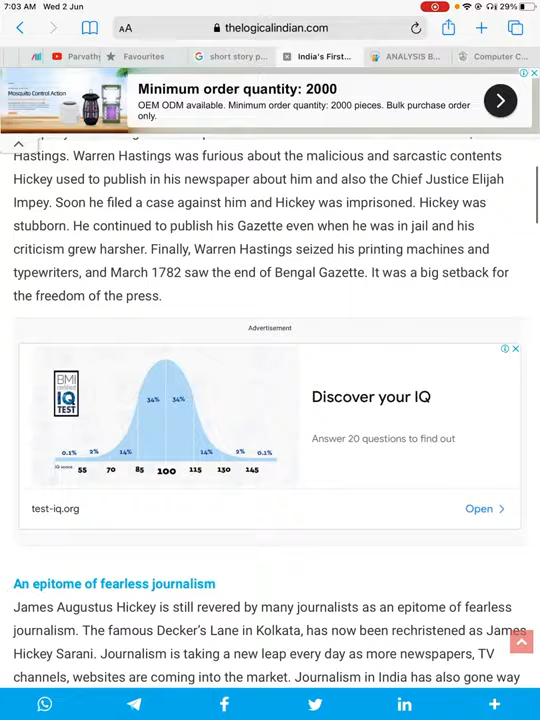 7:03 AM Wed 2 Jun
29%
AA
thelogicalindian.com
Parvathy
Favourites
short story p...
India's First...
ANALYSIS B...
Computer C...
Mosquito Control Action
Minimum order quantity: 2000
OEM ODM available. Minimum order quantity: 2000 pieces. Bulk purchase order
only.
Hastings. Warren Hastings was furious about the malicious and sarcastic contents
Hickey used to publish in his newspaper about him and also the Chief Justice Elijah
Impey. Soon he filed a case against him and Hickey was imprisoned. Hickey was
stubborn. He continued to publish his Gazette even when he was in jail and his
criticism grew harsher. Finally, Warren Hastings seized his printing machines and
typewriters, and March 1782 saw the end of Bengal Gazette. It was a big setback for
the freedom of the press.
Advertisement
BMI
certified
IQ
TEST
34% 34%
0.1% 2% 14% 14% 2% 0.1%
IQ score 55 70 85 100 115 130 145
Discover your IQ
Answer 20 questions to find out
test-iq.org
Open
An epitome of fearless journalism
James Augustus Hickey is still revered by many journalists as an epitome of fearless
journalism. The famous Decker's Lane in Kolkata, has now been rechristened as James
Hickey Sarani. Journalism is taking a new leap every day as more newspapers, TV
channels, websites are coming into the market. Journalism in India has also gone way